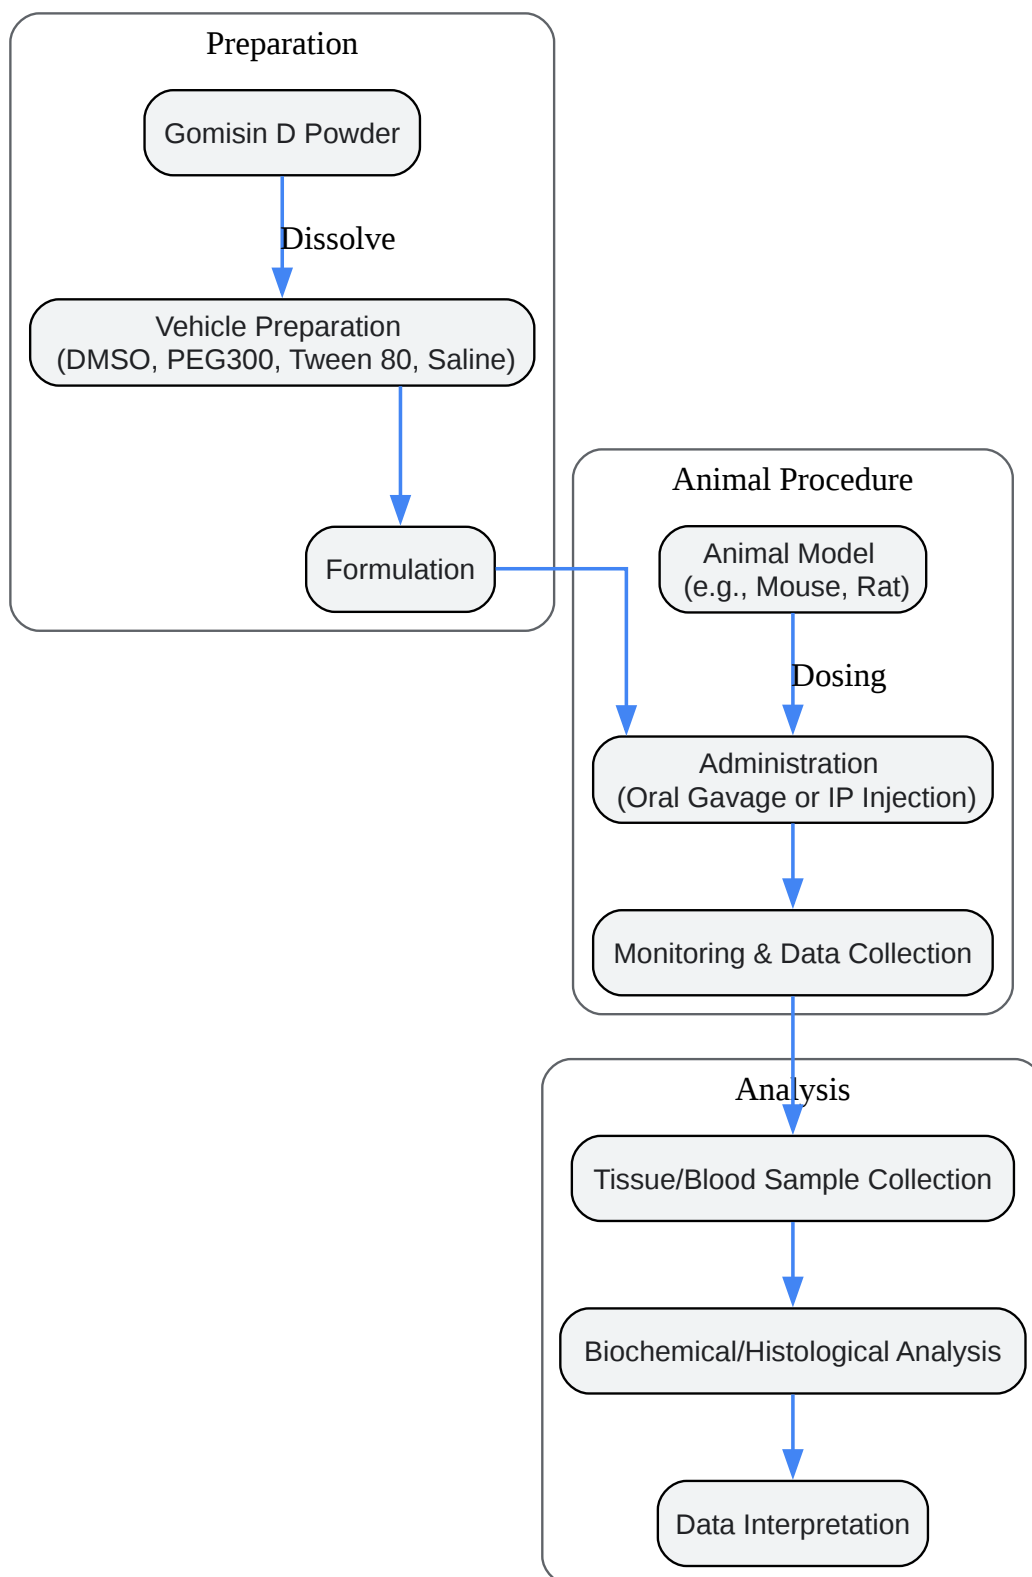 Preparation
Gomisin D Powder
Dissolve
Vehicle Preparation
(DMSO, PEG300, Tween 80, Saline)
Formulation
Animal Procedure
Animal Model
(e.g., Mouse, Rat)
Dosing
Administration
(Oral Gavage or IP Injection)
Monitoring & Data Collection
Analysis
Tissue/Blood Sample Collection
Biochemical/Histological Analysis
Data Interpretation